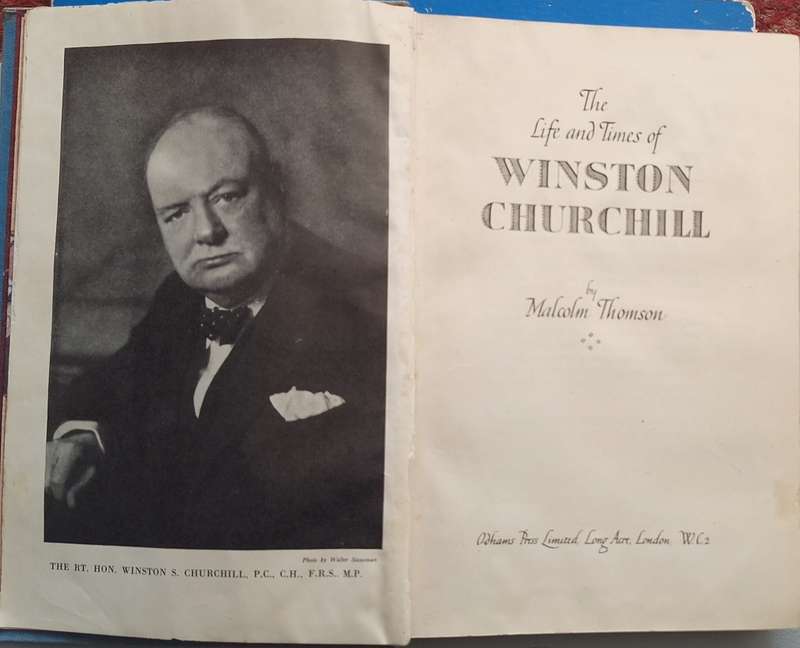 Photo by Walter Stoneman
THE RT. HON. WINSTON S. CHURCHILL, P.C., C.H., F.R.S., M.P.
The
Life and Times of
WINSTON
CHURCHILL
by
Malcolm Thomson
Odhams Press Limited, Long Acre, London W.C.2